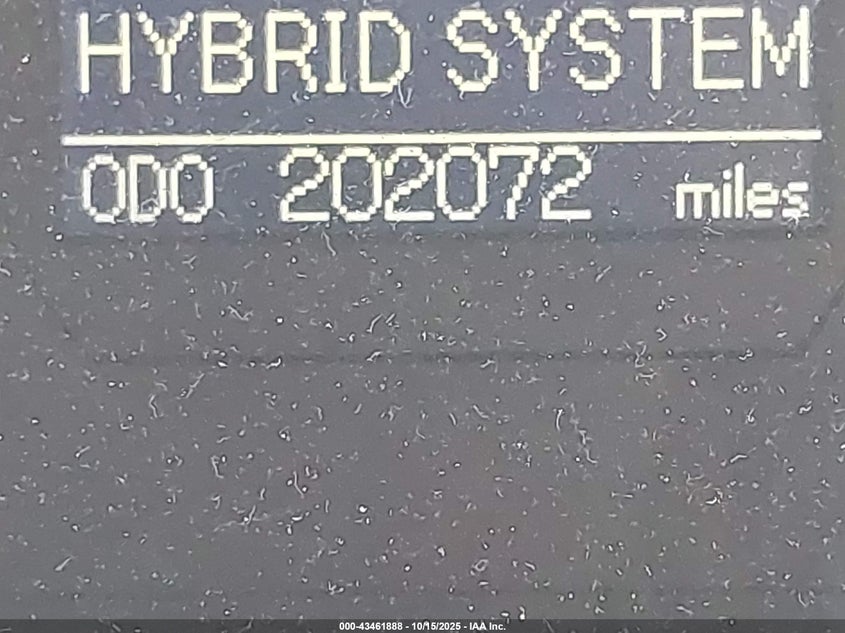 HYBRID SYSTEM
ODO 202072 miles
000-43461888 - 10/15/2025 - IAA Inc.